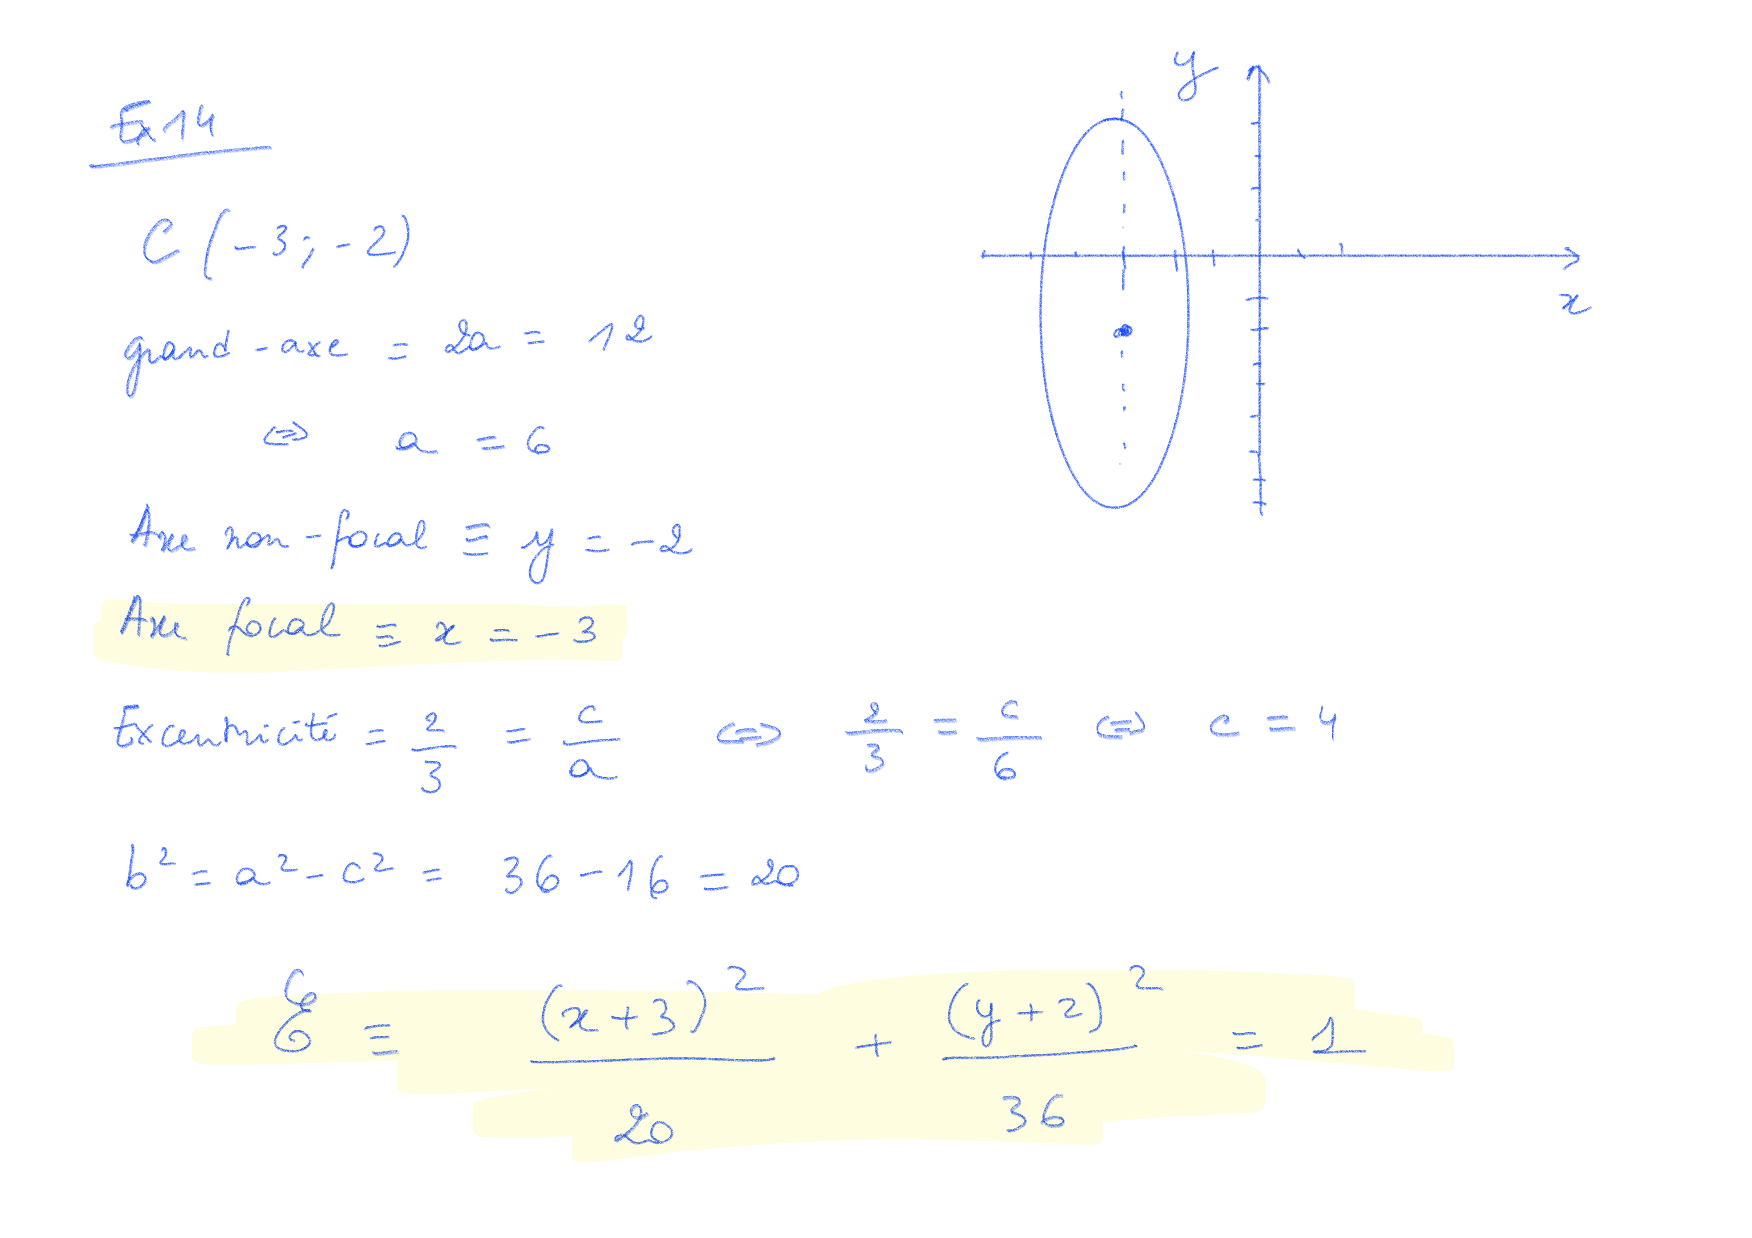 Ex 14
C (-3; -2)
grand-axe = 2a = 12
⇔ a = 6
Axe non-focal ≡ y = -2
Axe focal ≡ x = -3
Excentricité = 2/3 = c/a ⇔ 2/3 = c/6 ⇔ c = 4
b² = a² - c² = 36 - 16 = 20
𝒞 ≡ (x+3)²/20 + (y+2)²/36 = 1
y
x